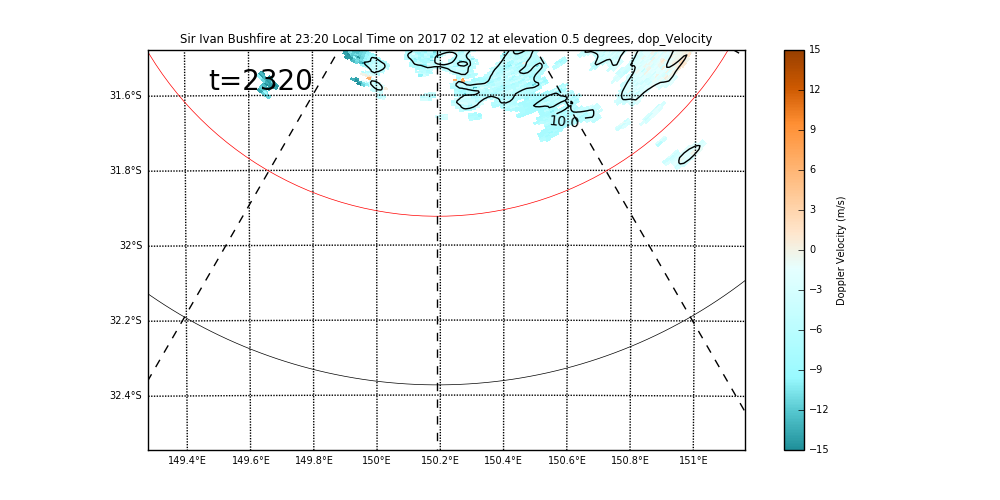 Sir Ivan Bushfire at 23:20 Local Time on 2017 02 12 at elevation 0.5 degrees, dop_Velocity
t=2320
10.0
31.6°S
31.8°S
32°S
32.2°S
32.4°S
149.4°E 149.6°E 149.8°E 150°E 150.2°E 150.4°E 150.6°E 150.8°E 151°E
15
12
9
6
3
0
−3
−6
−9
−12
−15
Doppler Velocity (m/s)